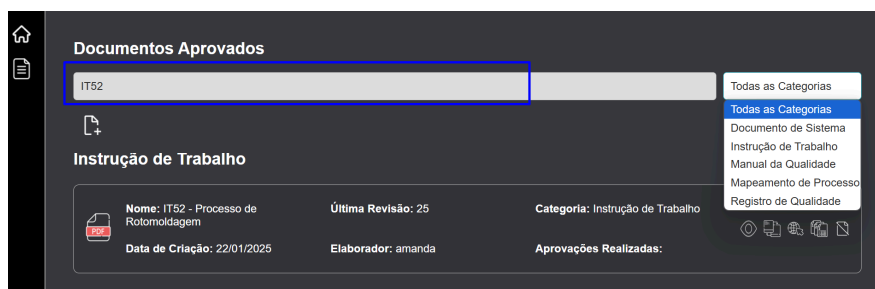 Documentos Aprovados
IT52
Todas as Categorias
Todas as Categorias
Documento de Sistema
Instrução de Trabalho
Manual da Qualidade
Mapeamento de Processo
Registro de Qualidade
Instrução de Trabalho
PDF
Nome: IT52 - Processo de
Rotomoldagem
Última Revisão: 25
Categoria: Instrução de Trabalho
Data de Criação: 22/01/2025
Elaborador: amanda
Aprovações Realizadas: